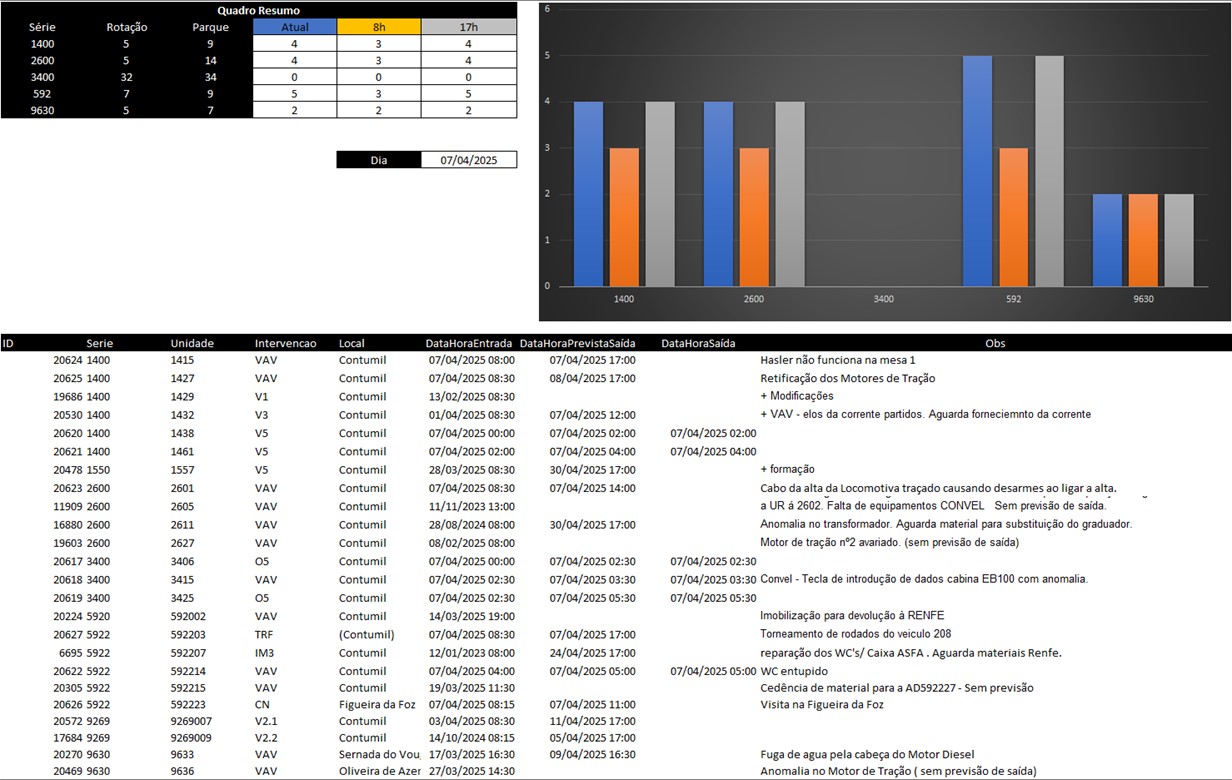 Quadro Resumo
Série Rotação Parque Atual 8h 17h
1400 5 9 4 3 4
2600 5 14 4 3 4
3400 32 34 0 0 0
592 7 9 5 3 5
9630 5 7 2 2 2
Dia 07/04/2025
6
5
4
3
2
1
0
1400 2600 3400 592 9630
ID Serie Unidade Intervencao Local DataHoraEntrada DataHoraPrevistaSaída DataHoraSaída Obs
20624 1400 1415 VAV Contumil 07/04/2025 08:00 07/04/2025 17:00 Hasler não funciona na mesa 1
20625 1400 1427 VAV Contumil 07/04/2025 08:30 08/04/2025 17:00 Retificação dos Motores de Tração
19686 1400 1429 V1 Contumil 13/02/2025 08:30 + Modificações
20530 1400 1432 V3 Contumil 01/04/2025 08:30 07/04/2025 12:00 + VAV - elos da corrente partidos. Aguarda forneciemnto da corrente
20620 1400 1438 V5 Contumil 07/04/2025 00:00 07/04/2025 02:00 07/04/2025 02:00
20621 1400 1461 V5 Contumil 07/04/2025 02:00 07/04/2025 04:00 07/04/2025 04:00
20478 1550 1557 V5 Contumil 28/03/2025 08:30 30/04/2025 17:00 + formação
20623 2600 2601 VAV Contumil 07/04/2025 08:30 07/04/2025 14:00 Cabo da alta da Locomotiva traçado causando desarmes ao ligar a alta.
11909 2600 2605 VAV Contumil 11/11/2023 13:00 a UR á 2602. Falta de equipamentos CONVEL Sem previsão de saída.
16880 2600 2611 VAV Contumil 28/08/2024 08:00 30/04/2025 17:00 Anomalia no transformador. Aguarda material para substituição do graduador.
19603 2600 2627 VAV Contumil 08/02/2025 08:00 Motor de tração nº2 avariado. (sem previsão de saída)
20617 3400 3406 O5 Contumil 07/04/2025 00:00 07/04/2025 02:30 07/04/2025 02:30
20618 3400 3415 VAV Contumil 07/04/2025 02:30 07/04/2025 03:30 07/04/2025 03:30 Convel - Tecla de introdução de dados cabina EB100 com anomalia.
20619 3400 3425 O5 Contumil 07/04/2025 02:30 07/04/2025 05:30 07/04/2025 05:30
20224 5920 592002 VAV Contumil 14/03/2025 19:00 Imobilização para devolução à RENFE
20627 5922 592203 TRF (Contumil) 07/04/2025 08:30 07/04/2025 17:00 Torneamento de rodados do veiculo 208
6695 5922 592207 IM3 Contumil 12/01/2023 08:00 24/04/2025 17:00 reparação dos WC's/ Caixa ASFA . Aguarda materiais Renfe.
20622 5922 592214 VAV Contumil 07/04/2025 04:00 07/04/2025 05:00 07/04/2025 05:00 WC entupido
20305 5922 592215 VAV Contumil 19/03/2025 11:30 Cedência de material para a AD592227 - Sem previsão
20626 5922 592223 CN Figueira da Foz 07/04/2025 08:15 07/04/2025 11:00 Visita na Figueira da Foz
20572 9269 9269007 V2.1 Contumil 03/04/2025 08:30 11/04/2025 17:00
17684 9269 9269009 V2.2 Contumil 14/10/2024 08:15 05/04/2025 17:00
20270 9630 9633 VAV Sernada do Vou 17/03/2025 16:30 09/04/2025 16:30 Fuga de agua pela cabeça do Motor Diesel
20469 9630 9636 VAV Oliveira de Azer 27/03/2025 14:30 Anomalia no Motor de Tração ( sem previsão de saída)